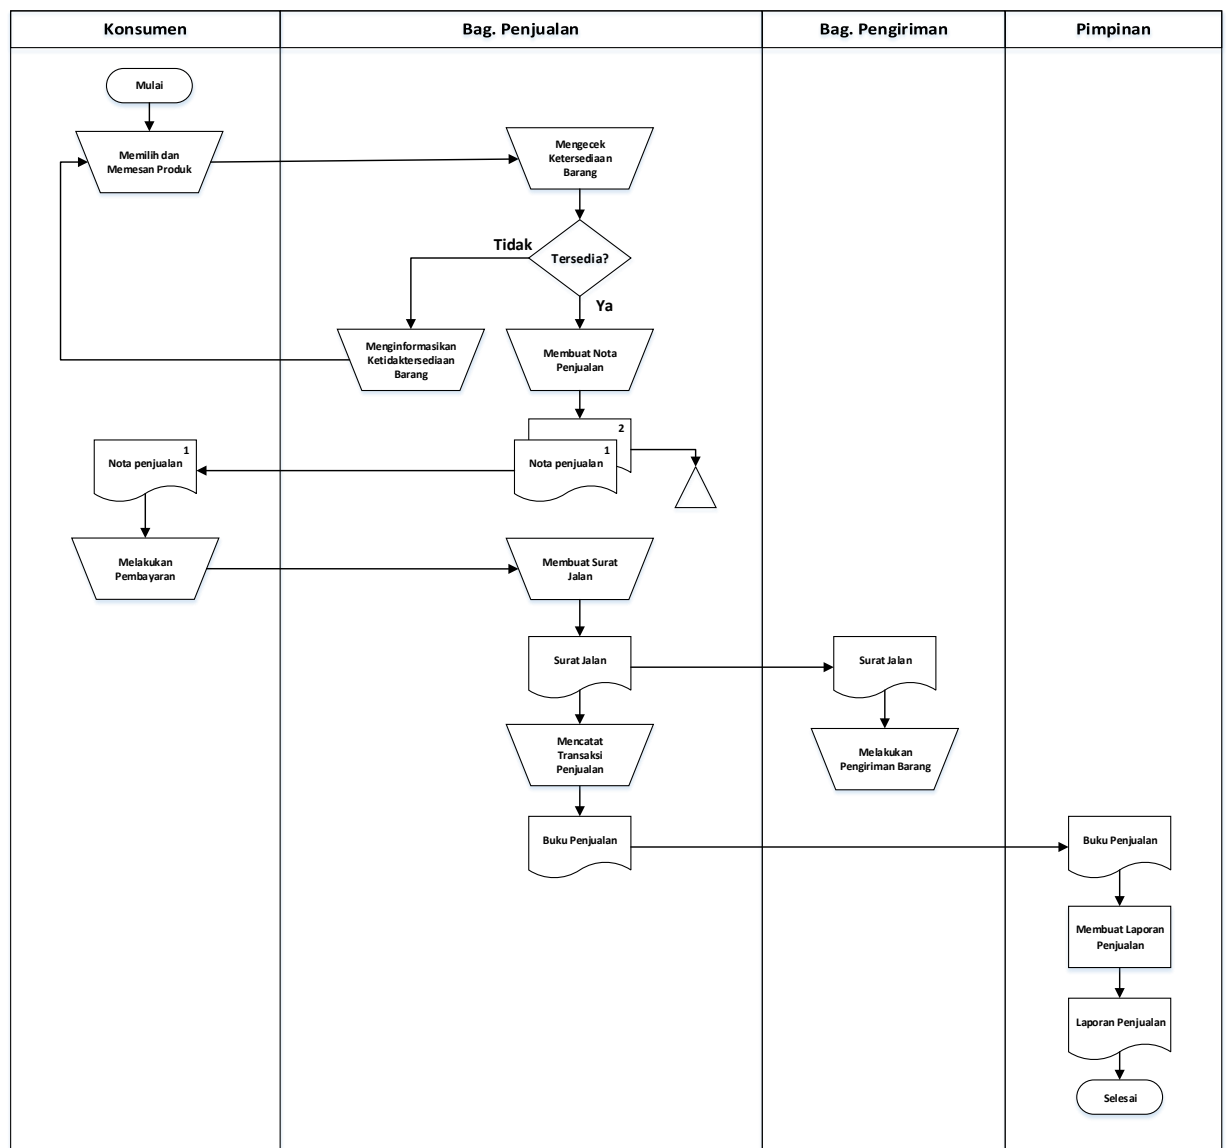 Konsumen
Bag. Penjualan
Bag. Pengiriman
Pimpinan
Mulai
Memilih dan
Memesan Produk
Mengecek
Ketersediaan
Barang
Tersedia?
Tidak
Ya
Menginformasikan
Ketidaktersediaan
Barang
Membuat Nota
Penjualan
2
1
Nota penjualan
1
Nota penjualan
Melakukan
Pembayaran
Membuat Surat
Jalan
Surat Jalan
Surat Jalan
Mencatat
Transaksi
Penjualan
Melakukan
Pengiriman Barang
Buku Penjualan
Buku Penjualan
Membuat Laporan
Penjualan
Laporan Penjualan
Selesai